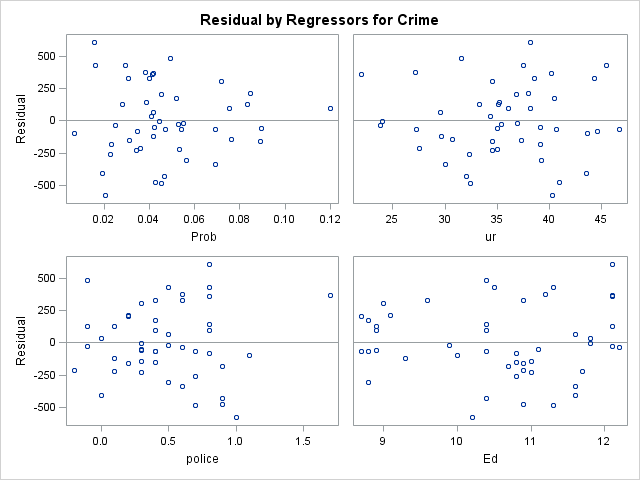 Residual by Regressors for Crime
Residual
500
250
0
-250
-500
0.02 0.04 0.06 0.08 0.10 0.12
Prob
25 30 35 40 45
ur
Residual
500
250
0
-250
-500
0.0 0.5 1.0 1.5
police
9 10 11 12
Ed